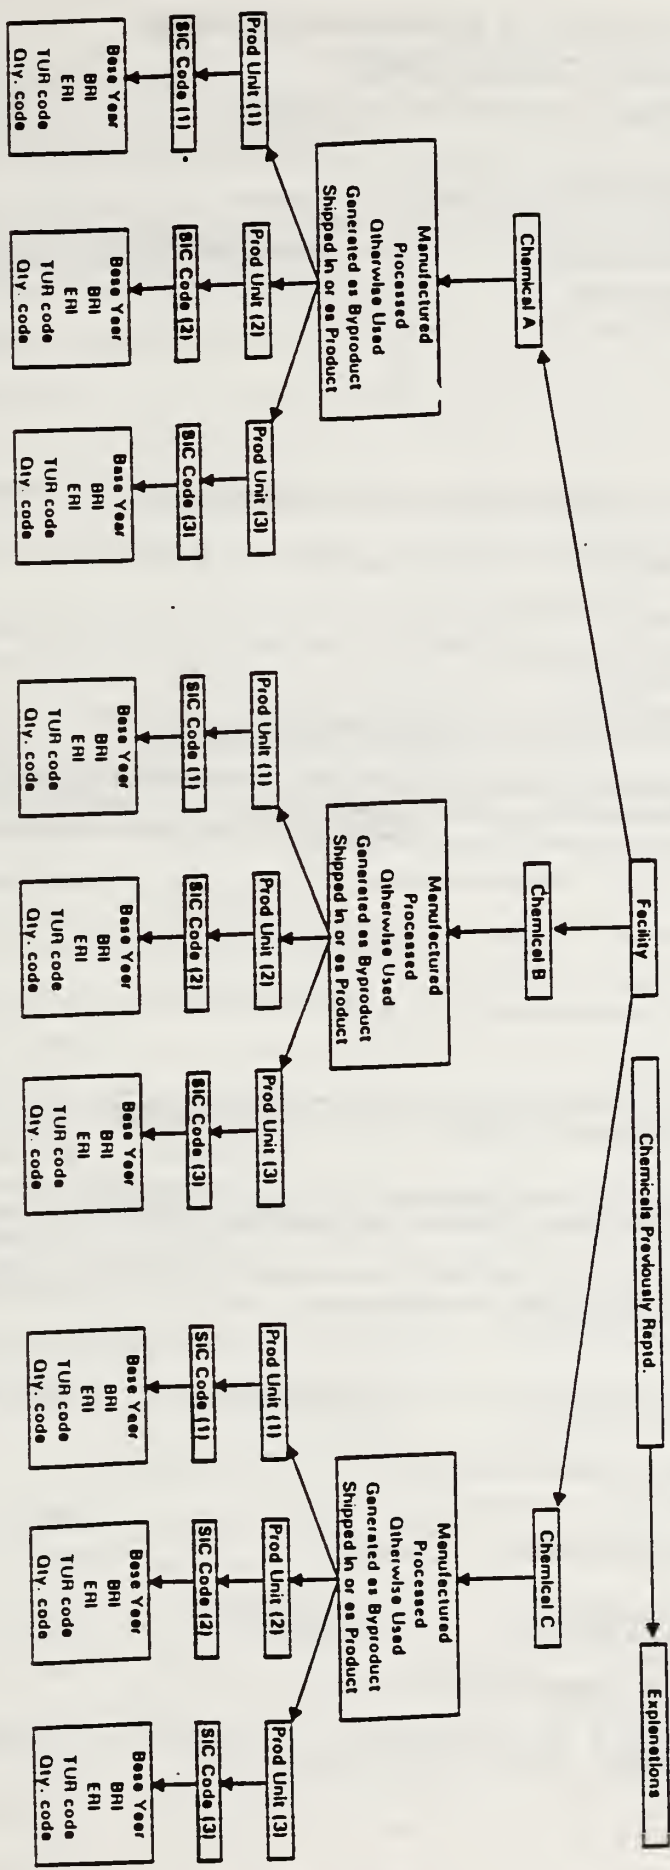 Facility
Chemicals Previously Reptd.
Explanations
Chemical A
Manufactured
Processed
Otherwise Used
Generated as Byproduct
Shipped In or as Product
Prod Unit (1)
SIC Code (1)
Base Year
BRI
ERI
TUR code
Qty. code
Prod Unit (2)
SIC Code (2)
Base Year
BRI
ERI
TUR code
Qty. code
Prod Unit (3)
SIC Code (3)
Base Year
BRI
ERI
TUR code
Qty. code
Chemical B
Manufactured
Processed
Otherwise Used
Generated as Byproduct
Shipped In or as Product
Prod Unit (1)
SIC Code (1)
Base Year
BRI
ERI
TUR code
Qty. code
Prod Unit (2)
SIC Code (2)
Base Year
BRI
ERI
TUR code
Qty. code
Prod Unit (3)
SIC Code (3)
Base Year
BRI
ERI
TUR code
Qty. code
Chemical C
Manufactured
Processed
Otherwise Used
Generated as Byproduct
Shipped In or as Product
Prod Unit (1)
SIC Code (1)
Base Year
BRI
ERI
TUR code
Qty. code
Prod Unit (2)
SIC Code (2)
Base Year
BRI
ERI
TUR code
Qty. code
Prod Unit (3)
SIC Code (3)
Base Year
BRI
ERI
TUR code
Qty. code